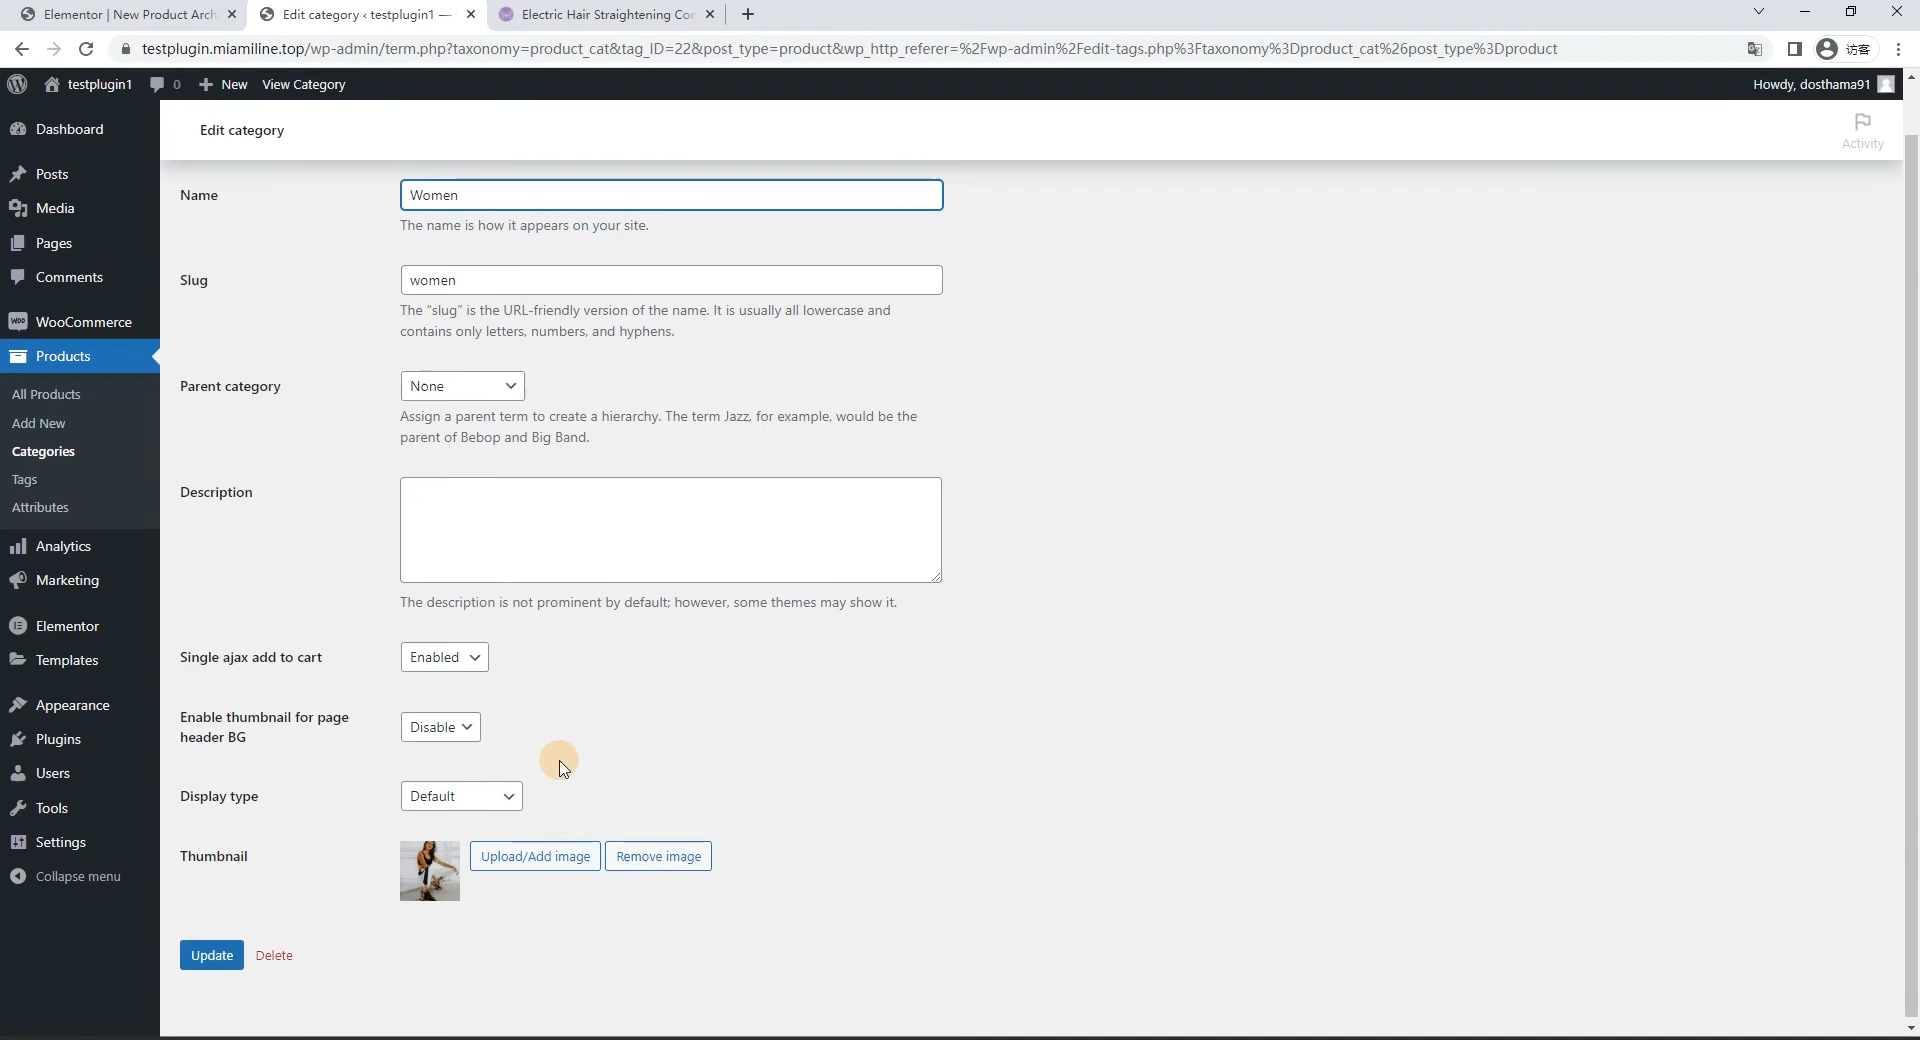 Elementor | New Product Arch
Edit category ‹ testplugin1 —
Electric Hair Straightening Con
testplugin.miamiline.top/wp-admin/term.php?taxonomy=product_cat&tag_ID=22&post_type=product&wp_http_referer=%2Fwp-admin%2Fedit-tags.php%3Ftaxonomy%3Dproduct_cat%26post_type%3Dproduct
访客
testplugin1
0
New
View Category
Howdy, dosthama91
Dashboard
Posts
Media
Pages
Comments
WooCommerce
Products
All Products
Add New
Categories
Tags
Attributes
Analytics
Marketing
Elementor
Templates
Appearance
Plugins
Users
Tools
Settings
Collapse menu
Edit category
Activity
Name
Women
The name is how it appears on your site.
Slug
women
The “slug” is the URL-friendly version of the name. It is usually all lowercase and
contains only letters, numbers, and hyphens.
Parent category
None
Assign a parent term to create a hierarchy. The term Jazz, for example, would be the
parent of Bebop and Big Band.
Description
The description is not prominent by default; however, some themes may show it.
Single ajax add to cart
Enabled
Enable thumbnail for page
header BG
Disable
Display type
Default
Thumbnail
Upload/Add image
Remove image
Update
Delete